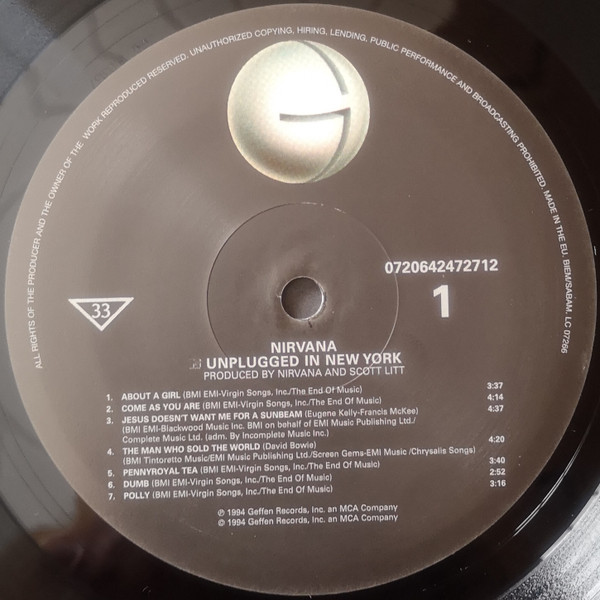 ALL RIGHTS OF THE PRODUCER AND THE OWNER OF THE WORK REPRODUCED RESERVED. UNAUTHORIZED COPYING, HIRING, LENDING, PUBLIC PERFORMANCE AND BROADCASTING PROHIBITED. MADE IN THE EU. BIEM/SABAM. LC 07266
0720642472712
33
1
NIRVANA
UNPLUGGED IN NEW YORK
PRODUCED BY NIRVANA AND SCOTT LITT
1. ABOUT A GIRL (BMI EMI-Virgin Songs, Inc./The End Of Music) 3:37
2. COME AS YOU ARE (BMI EMI-Virgin Songs, Inc./The End Of Music) 4:14
3. JESUS DOESN'T WANT ME FOR A SUNBEAM (Eugene Kelly-Francis McKee) 4:37
(BMI EMI-Blackwood Music Inc. BMI on behalf of EMI Music Publishing Ltd./
Complete Music Ltd. (adm. By Incomplete Music Inc.)
4. THE MAN WHO SOLD THE WORLD (David Bowie) 4:20
(BMI Tintoretto Music/EMI Music Publishing Ltd./Screen Gems-EMI Music /Chrysalis Songs)
5. PENNYROYAL TEA (BMI EMI-Virgin Songs, Inc./The End Of Music) 3:40
6. DUMB (BMI EMI-Virgin Songs, Inc./The End Of Music) 2:52
7. POLLY (BMI EMI-Virgin Songs, Inc./The End Of Music) 3:16
℗ 1994 Geffen Records, Inc. an MCA Company
© 1994 Geffen Records, Inc. an MCA Company